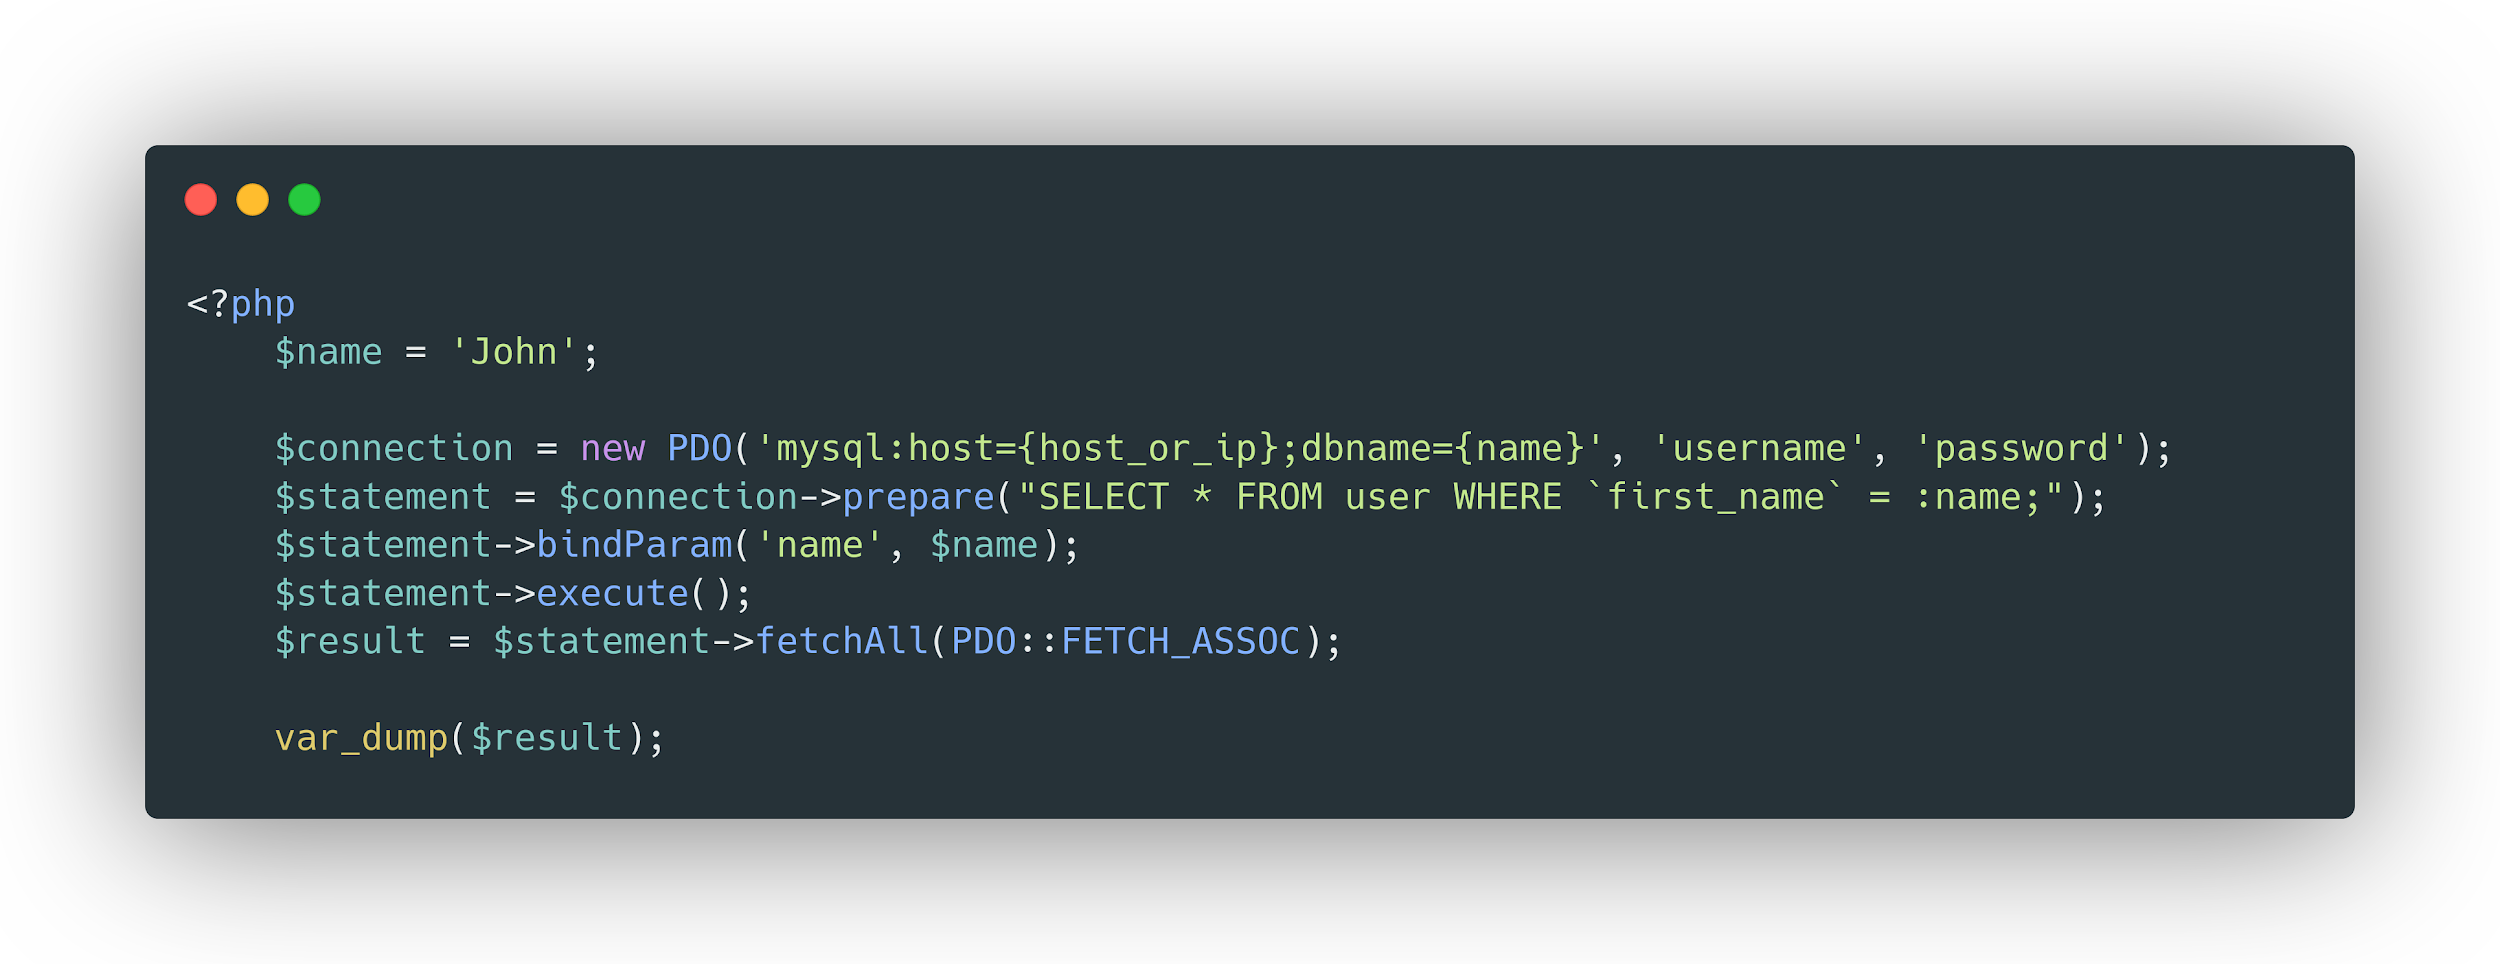 <?php
    $name = 'John';

    $connection = new PDO('mysql:host={host_or_ip};dbname={name}', 'username', 'password');
    $statement = $connection->prepare("SELECT * FROM user WHERE `first_name` = :name;");
    $statement->bindParam('name', $name);
    $statement->execute();
    $result = $statement->fetchAll(PDO::FETCH_ASSOC);

    var_dump($result);